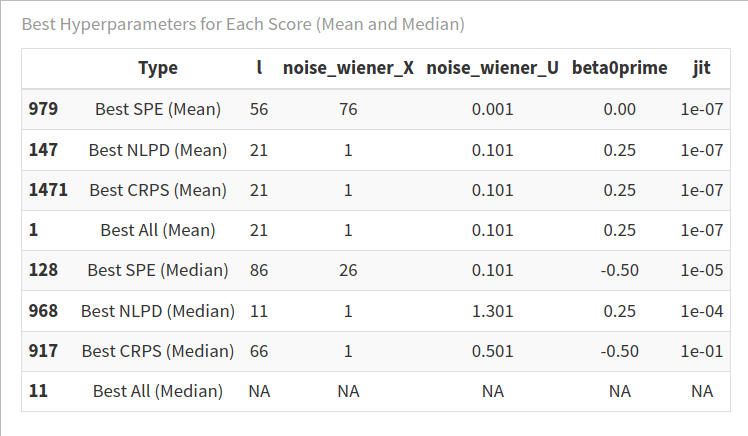 Best Hyperparameters for Each Score (Mean and Median)
Type l noise_wiener_X noise_wiener_U beta0prime jit
979 Best SPE (Mean) 56 76 0.001 0.00 1e-07
147 Best NLPD (Mean) 21 1 0.101 0.25 1e-07
1471 Best CRPS (Mean) 21 1 0.101 0.25 1e-07
1 Best All (Mean) 21 1 0.101 0.25 1e-07
128 Best SPE (Median) 86 26 0.101 -0.50 1e-05
968 Best NLPD (Median) 11 1 1.301 0.25 1e-04
917 Best CRPS (Median) 66 1 0.501 -0.50 1e-01
11 Best All (Median) NA NA NA NA NA